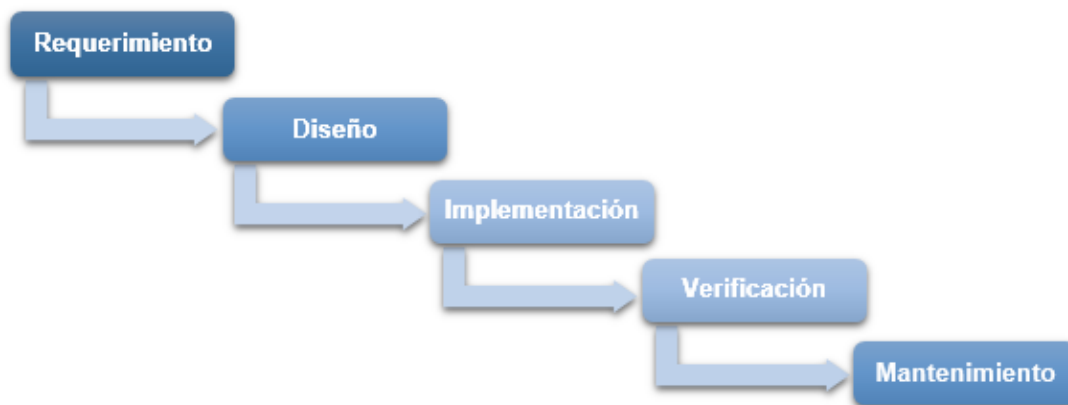 Requerimiento
Diseño
Implementación
Verificación
Mantenimiento